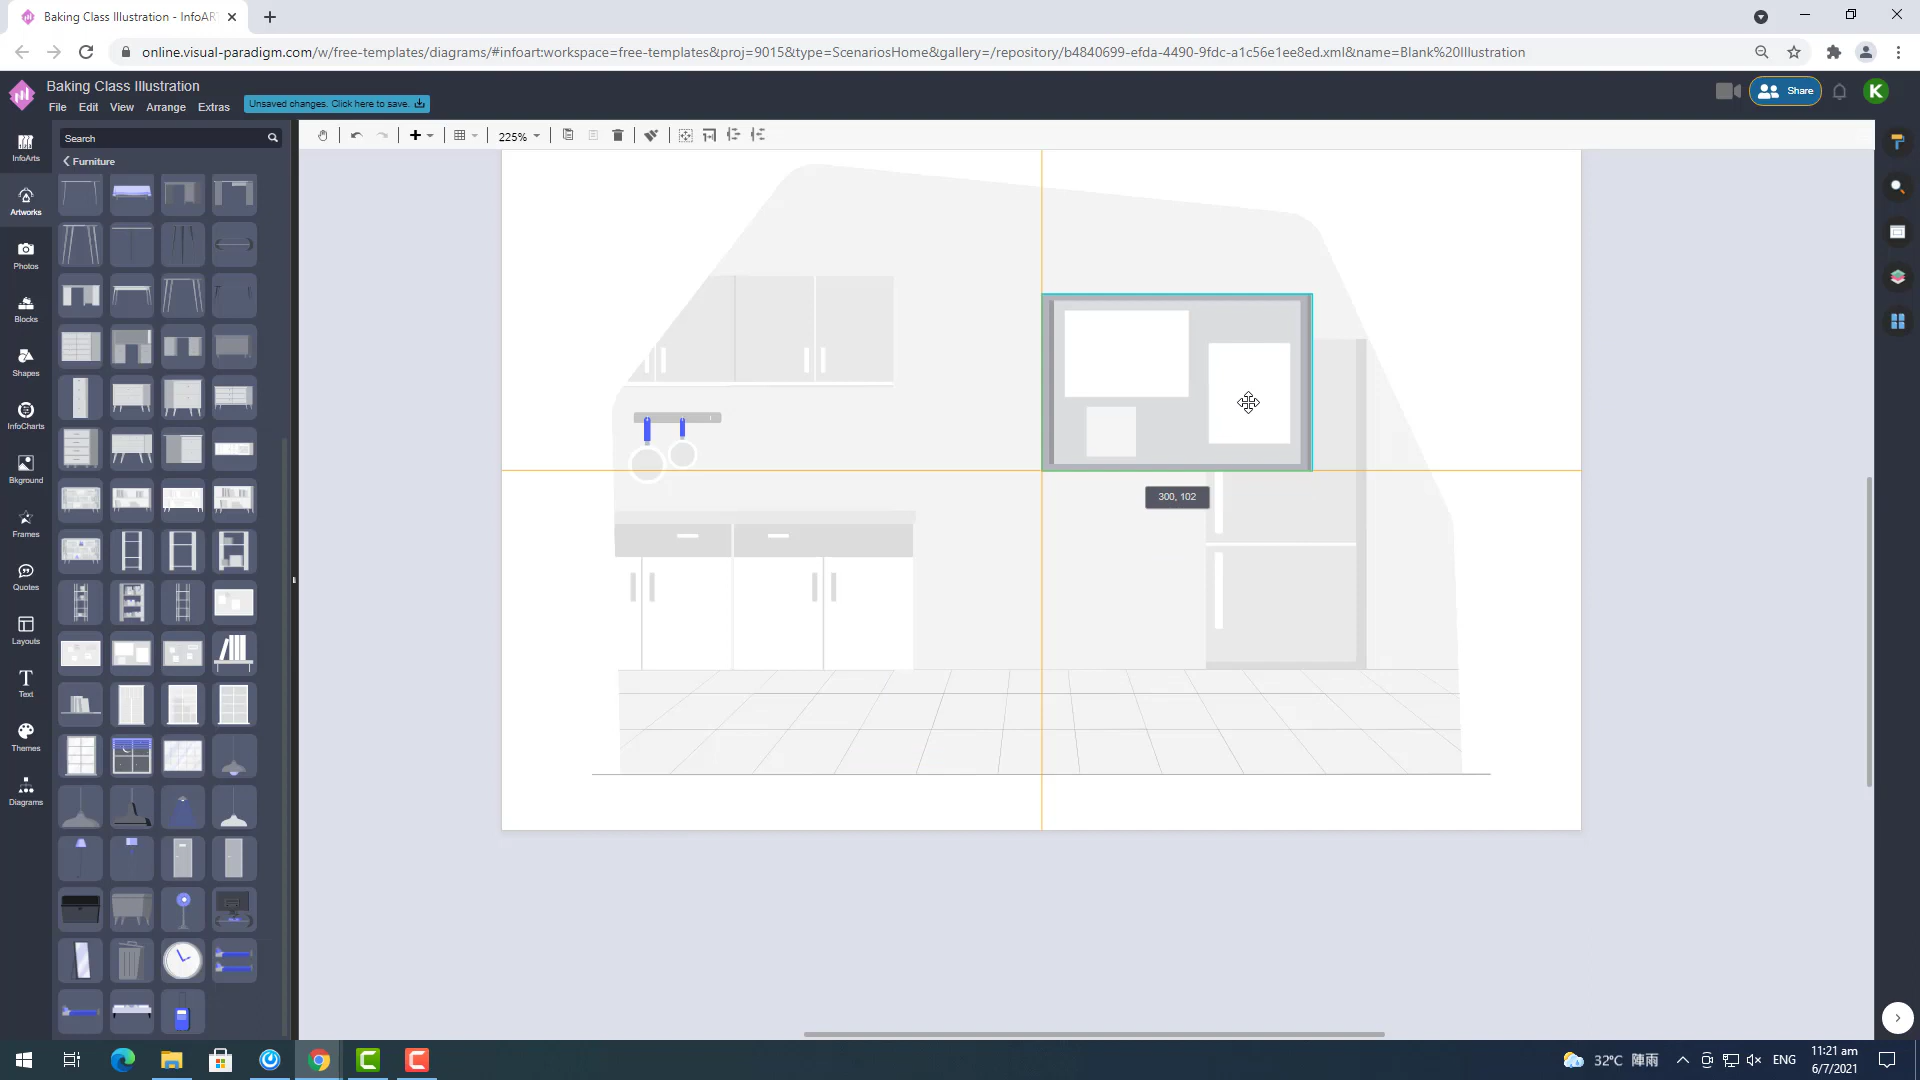 Baking Class Illustration - InfoAR
online.visual-paradigm.com/w/free-templates/diagrams/#infoart:workspace=free-templates&proj=9015&type=ScenariosHome&gallery=/repository/b4840699-efda-4490-9fdc-a1c56e1ee8ed.xml&name=Blank%20Illustration
Baking Class Illustration
File Edit View Arrange Extras
Unsaved changes. Click here to save.
Share
K
Search
225%
Furniture
InfoArts
Artworks
Photos
Blocks
Shapes
InfoCharts
Bkground
Frames
Quotes
Layouts
Text
Themes
Diagrams
300, 102
32°C 陣雨
ENG
11:21 am
6/7/2021